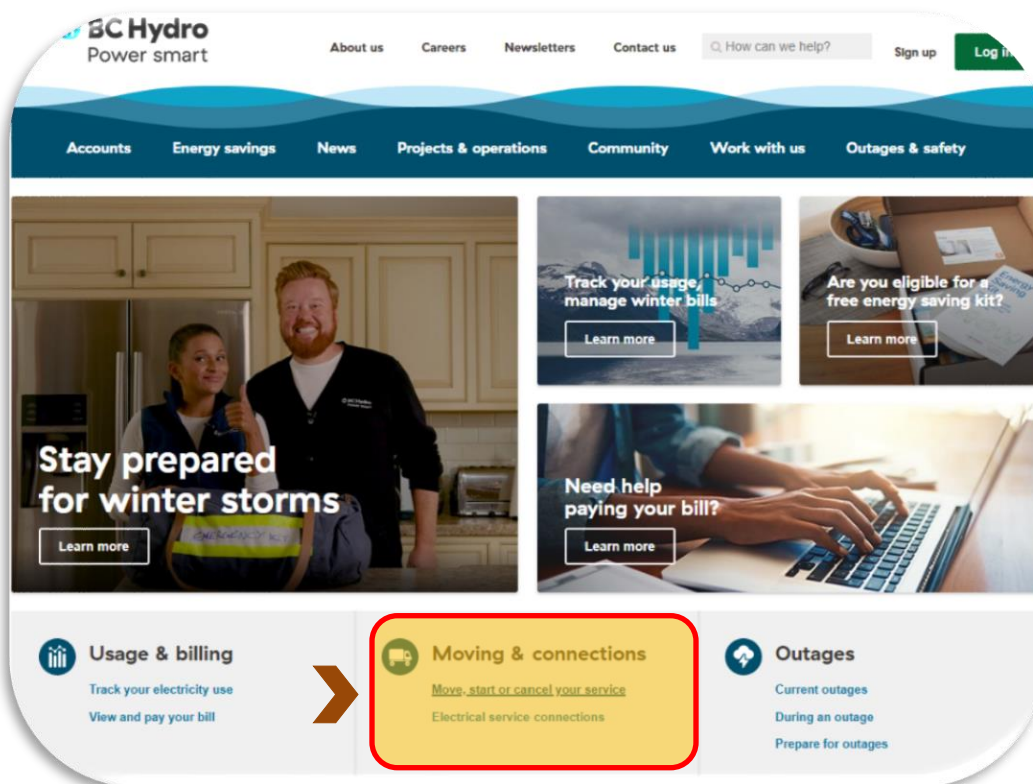 BC Hydro
Power smart
About us Careers Newsletters Contact us How can we help? Sign up Log in
Accounts Energy savings News Projects & operations Community Work with us Outages & safety
Stay prepared
for winter storms
Learn more
Track your usage,
manage winter bills
Learn more
Are you eligible for a
free energy saving kit?
Learn more
Need help
paying your bill?
Learn more
Usage & billing
Track your electricity use
View and pay your bill
Moving & connections
Move, start or cancel your service
Electrical service connections
Outages
Current outages
During an outage
Prepare for outages